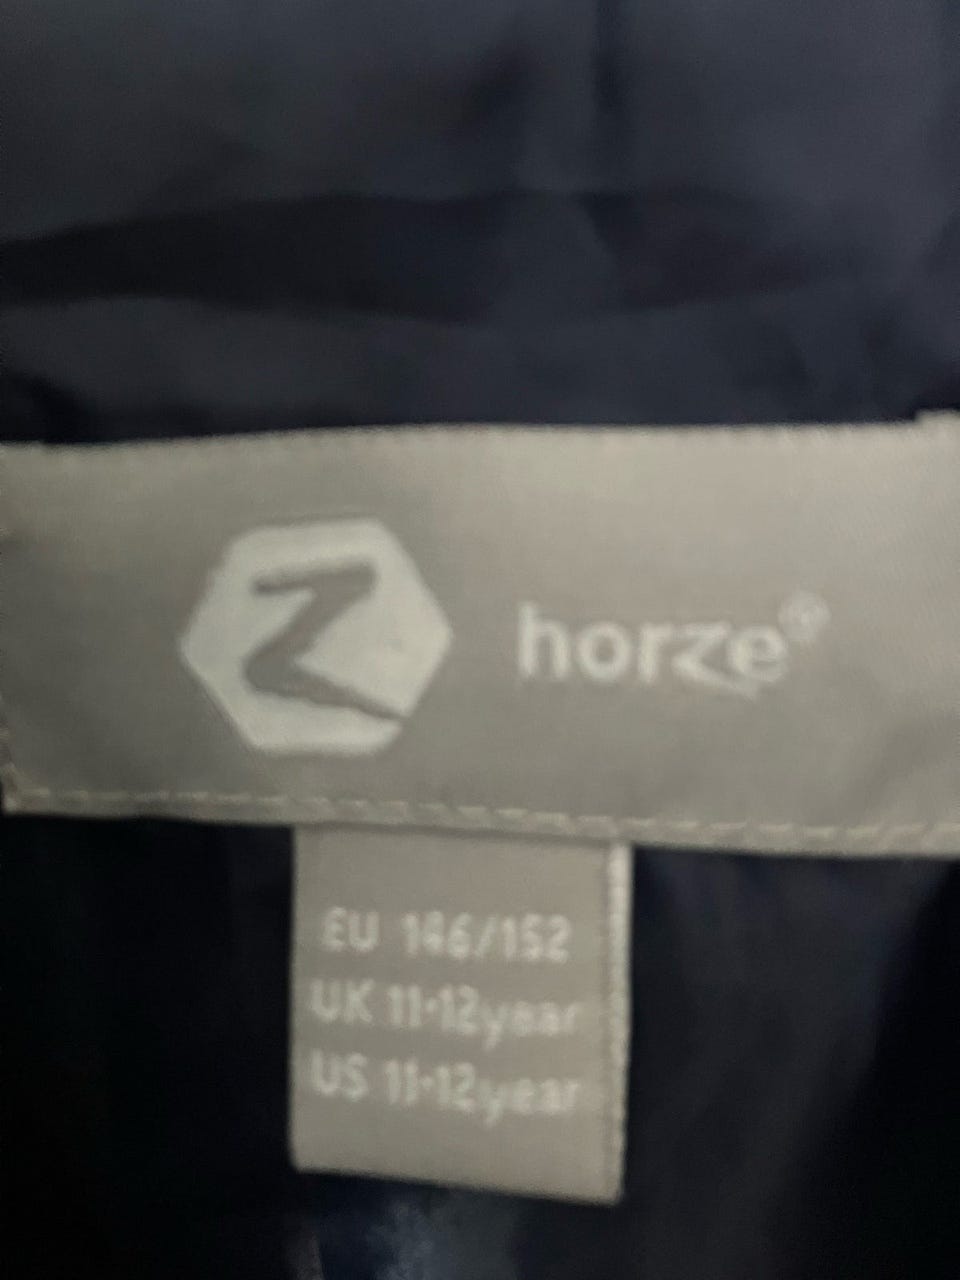 Z horze®
EU 146/152
UK 11-12year
US 11-12year